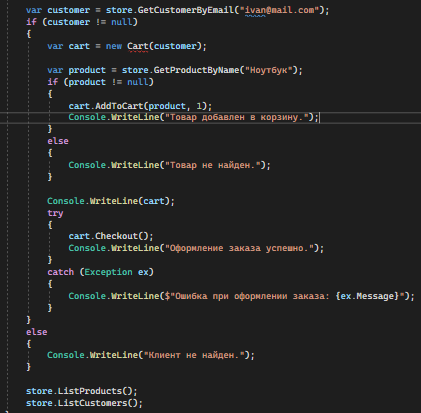 var customer = store.GetCustomerByEmail("ivan@mail.com");
if (customer != null)
{
var cart = new Cart(customer);
var product = store.GetProductByName("Ноутбук");
if (product != null)
{
cart.AddToCart(product, 1);
Console.WriteLine("Товар добавлен в корзину.");
}
else
{
Console.WriteLine("Товар не найден.");
}
Console.WriteLine(cart);
try
{
cart.Checkout();
Console.WriteLine("Оформление заказа успешно.");
}
catch (Exception ex)
{
Console.WriteLine($"Ошибка при оформлении заказа: {ex.Message}");
}
}
else
{
Console.WriteLine("Клиент не найден.");
}
store.ListProducts();
store.ListCustomers();